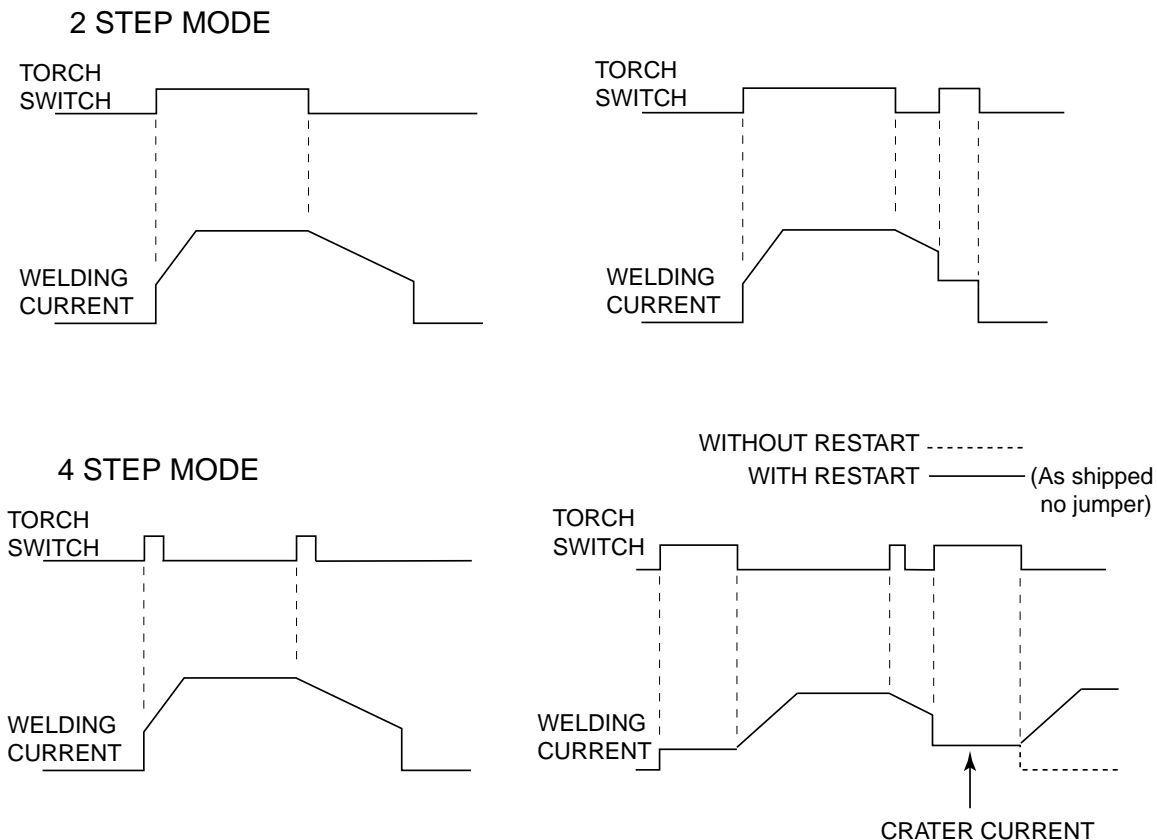 2 STEP MODE
TORCH
SWITCH
WELDING
CURRENT
TORCH
SWITCH
WELDING
CURRENT
4 STEP MODE
WITHOUT RESTART
WITH RESTART (As shipped
no jumper)
TORCH
SWITCH
WELDING
CURRENT
TORCH
SWITCH
WELDING
CURRENT
CRATER CURRENT